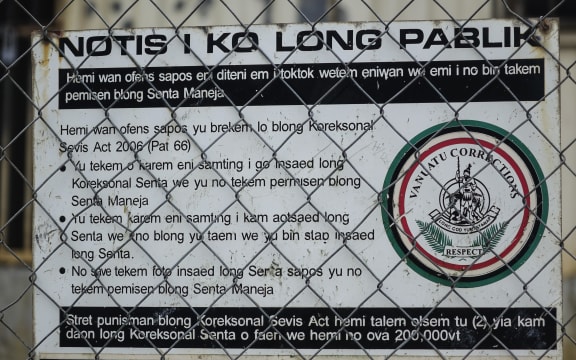 NOTIS I KO LONG PABLIK
Hemi wan ofens sapos eni diteni em i toktok wetem eniwan we emi i no bin takem
pemisen blong Senta Maneja
Hemi wan ofens sapos yu brekem lo blong Koreksonal
Sevis Act 2006 (Pat 66)
• Yu tekem o karem eni samting i go insaed long
Koreksonal Senta we yu no tekem permisen blong
Senta Maneja
• Yu tekem karem eni samting i kam aotsaed long
Senta we i no blong yu taem we yu bin stap insaed
long Senta.
• No save tekem foto insaed long Senta sapos yu no
tekem pemisen blong Senta Maneja
VANUATU CORRECTIONS
RESPECT
Stret punisman blong Koreksonal Sevis Act hemi talem olsem tu (2) yia kam
daon long Koreksonal Senta o faen we hemi no ova 200,000vt